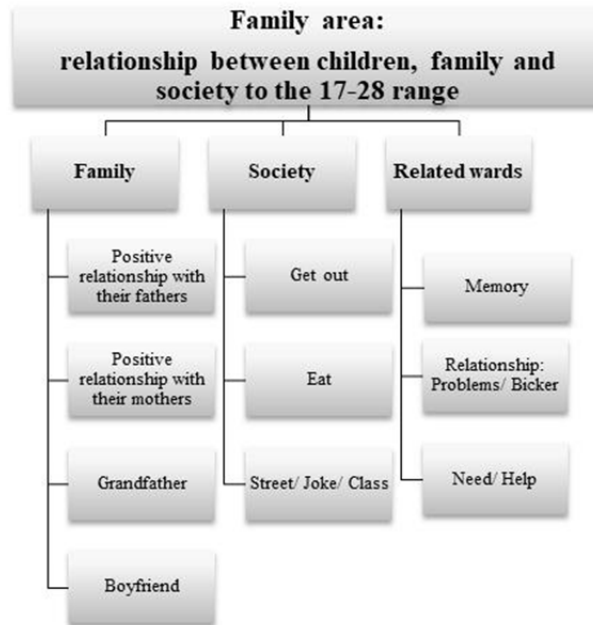 Family area:
relationship between children, family and
society to the 17-28 range
Family
Society
Related wards
Positive
relationship with
their fathers
Get out
Memory
Positive
relationship with
their mothers
Eat
Relationship:
Problems/ Bicker
Grandfather
Street/ Joke/ Class
Need/ Help
Boyfriend